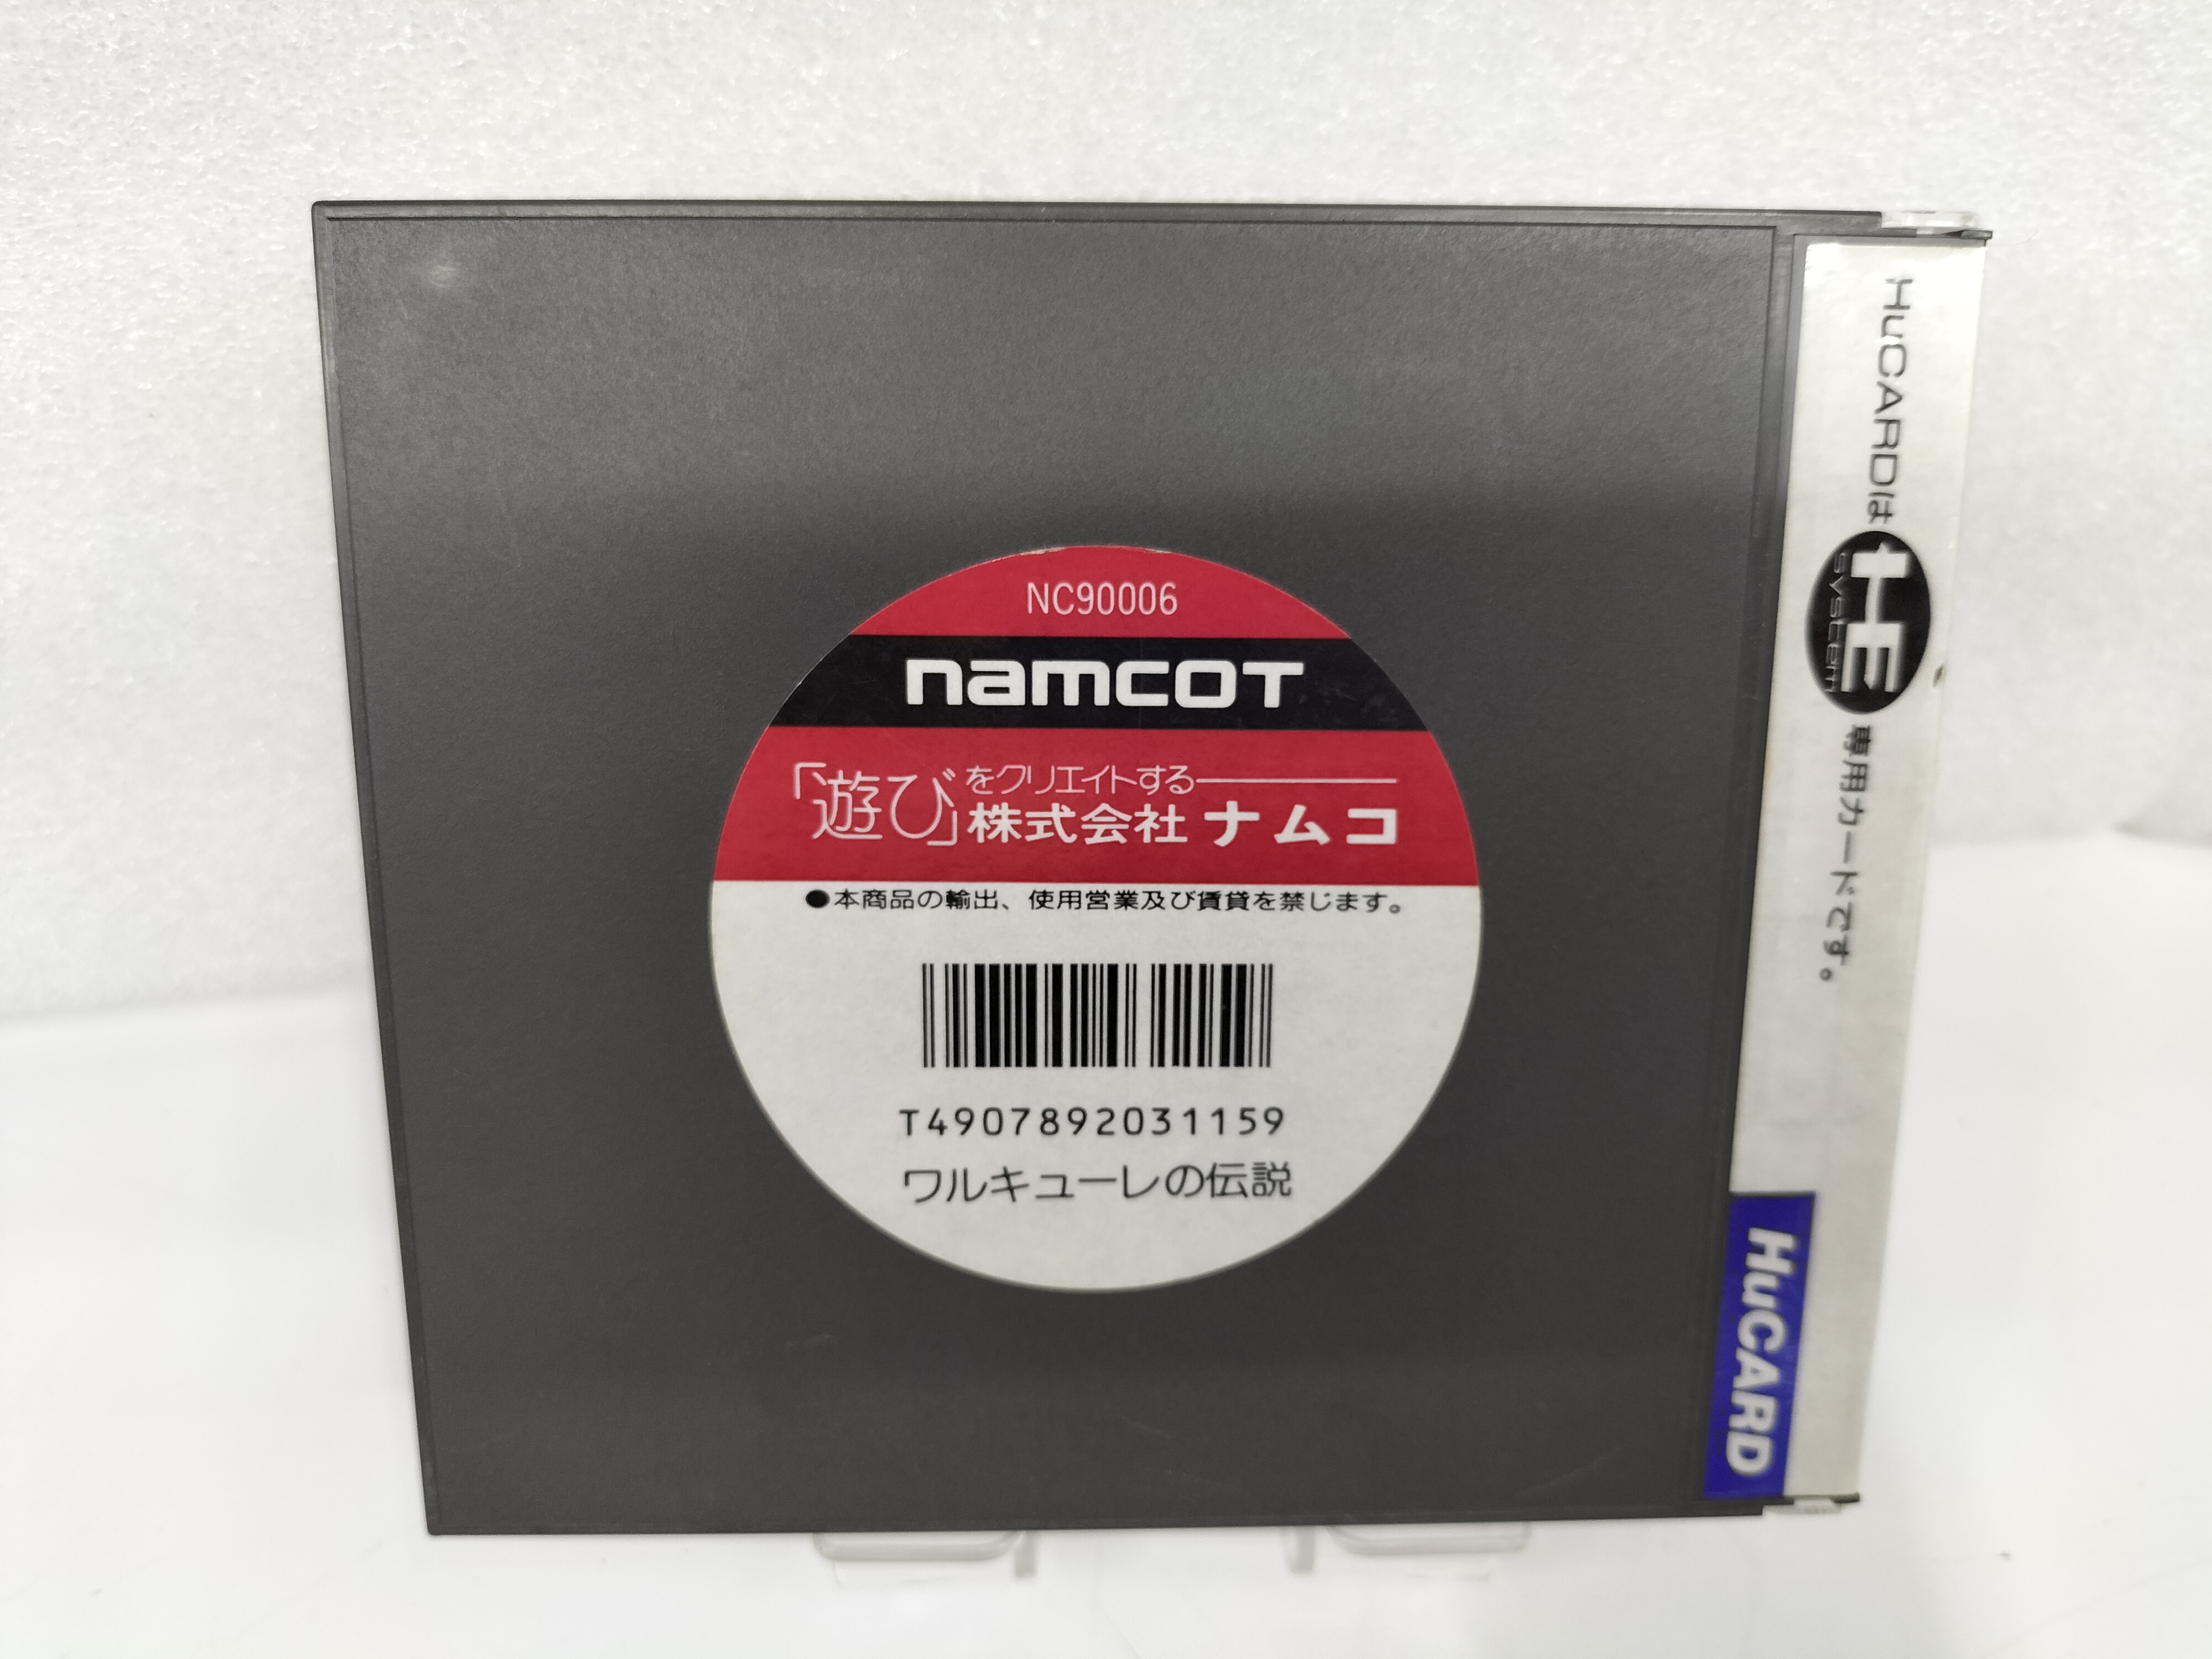 NC90006
namcoT
「遊び」をクリエイトする
株式会社ナムコ
●本商品の輸出、使用営業及び賃貸を禁じます。
T4907892031159
ワルキューレの伝説
HuCARDは HE SYSTEM 専用カードです。
HuCARD